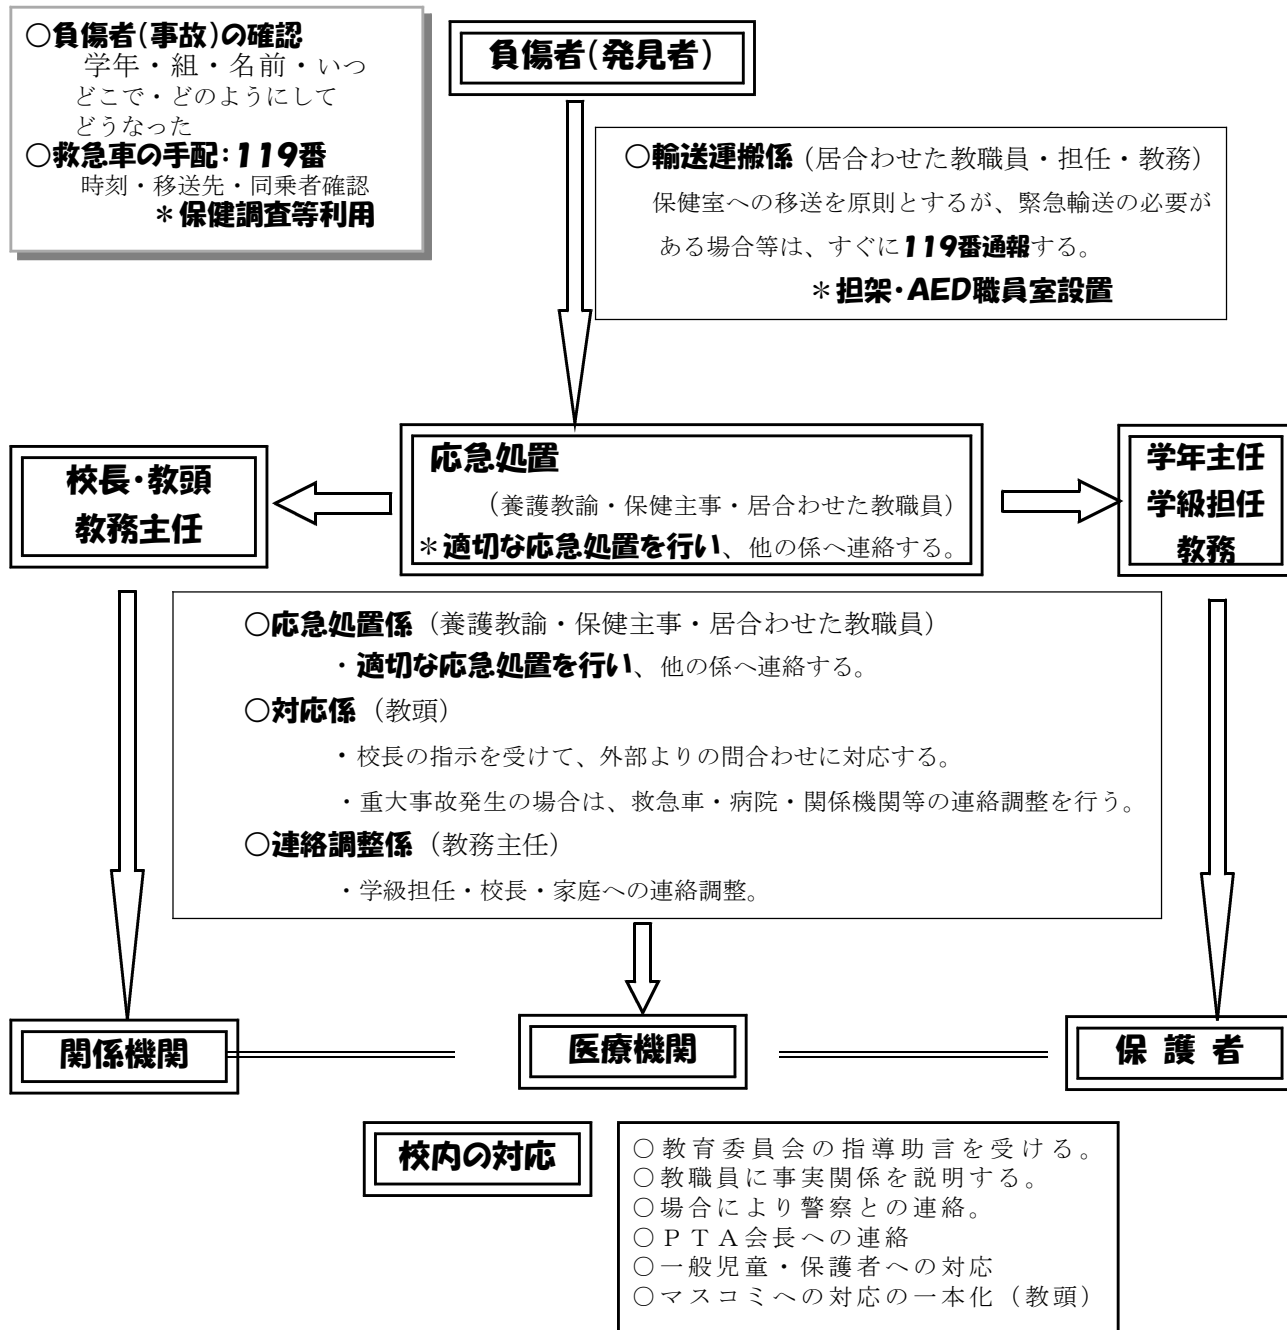 ○負傷者(事故)の確認
学年・組・名前・いつ
どこで・どのようにして
どうなった
○救急車の手配:119番
時刻・移送先・同乗者確認
＊保健調査等利用
負傷者(発見者)
○輸送運搬係(居合わせた教職員・担任・教務)
保健室への移送を原則とするが、緊急輸送の必要が
ある場合等は、すぐに119番通報する。
＊担架・AED職員室設置
校長・教頭
教務主任
応急処置
(養護教諭・保健主事・居合わせた教職員)
＊適切な応急処置を行い、他の係へ連絡する。
学年主任
学級担任
教務
○応急処置係(養護教諭・保健主事・居合わせた教職員)
・適切な応急処置を行い、他の係へ連絡する。
○対応係(教頭)
・校長の指示を受けて、外部よりの問合わせに対応する。
・重大事故発生の場合は、救急車・病院・関係機関等の連絡調整を行う。
○連絡調整係(教務主任)
・学級担任・校長・家庭への連絡調整。
関係機関
医療機関
保 護 者
校内の対応
○教育委員会の指導助言を受ける。
○教職員に事実関係を説明する。
○場合により警察との連絡。
○ＰＴＡ会長への連絡
○一般児童・保護者への対応
○マスコミへの対応の一本化(教頭)